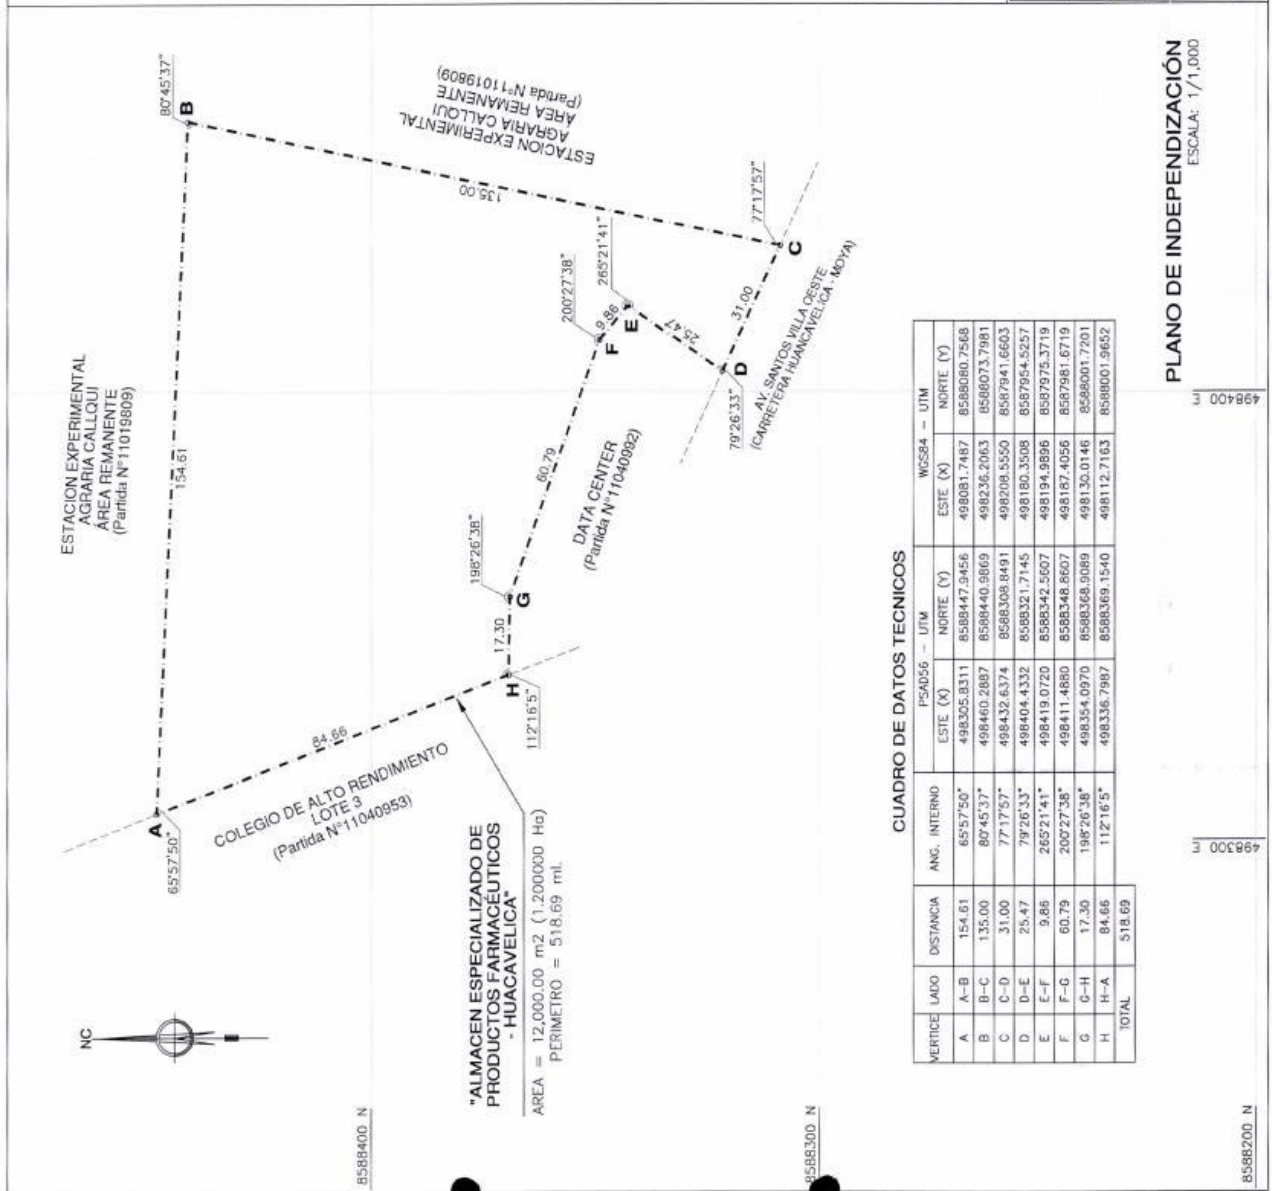 NC
ESTACION EXPERIMENTAL
AGRARIA CALLQUI
ÁREA REMANENTE
(Partida N°11019809)
80°45'37"
B
154.61
ESTACION EXPERIMENTAL
AGRARIA CALLQUI
ÁREA REMANENTE
(Partida N°11019809)
135.00
A
65°57'50"
84.66
COLEGIO DE ALTO RENDIMIENTO
LOTE 3
(Partida N°11040953)
H
112°16'5"
17.30
G
198°26'38"
60.79
DATA CENTER
(Partida N°11040992)
200°27'38"
F
9.86
265°21'41"
E
25.47
D
79°26'33"
31.00
77°17'57"
C
AV. SANTOS VILLA OESTE
(CARRETERA HUANCAVELICA - MOYA)
"ALMACEN ESPECIALIZADO DE
PRODUCTOS FARMACÉUTICOS
- HUACAVELICA"
AREA = 12,000.00 m2 (1.200000 Ha)
PERIMETRO = 518.69 ml.
8588400 N
8588300 N
8588200 N
498300 E
498400 E
CUADRO DE DATOS TECNICOS
VERTICE LADO DISTANCIA ANG. INTERNO PSAD56 - UTM WGS84 - UTM
ESTE (X) NORTE (Y) ESTE (X) NORTE (Y)
A A-B 154.61 65°57'50" 498305.8311 8588447.9456 498081.7487 8588080.7568
B B-C 135.00 80°45'37" 498460.2887 8588440.9869 498236.2063 8588073.7981
C C-D 31.00 77°17'57" 498432.6374 8588308.8491 498208.5550 8587941.6603
D D-E 25.47 79°26'33" 498404.4332 8588321.7145 498180.3508 8587954.5257
E E-F 9.86 265°21'41" 498419.0720 8588342.5607 498194.9896 8587975.3719
F F-G 60.79 200°27'38" 498411.4880 8588348.8607 498187.4056 8587981.6719
G G-H 17.30 198°26'38" 498354.0970 8588368.9089 498130.0146 8588001.7201
H H-A 84.66 112°16'5" 498336.7987 8588369.1540 498112.7163 8588001.9652
TOTAL 518.69
PLANO DE INDEPENDIZACIÓN
ESCALA: 1/1,000